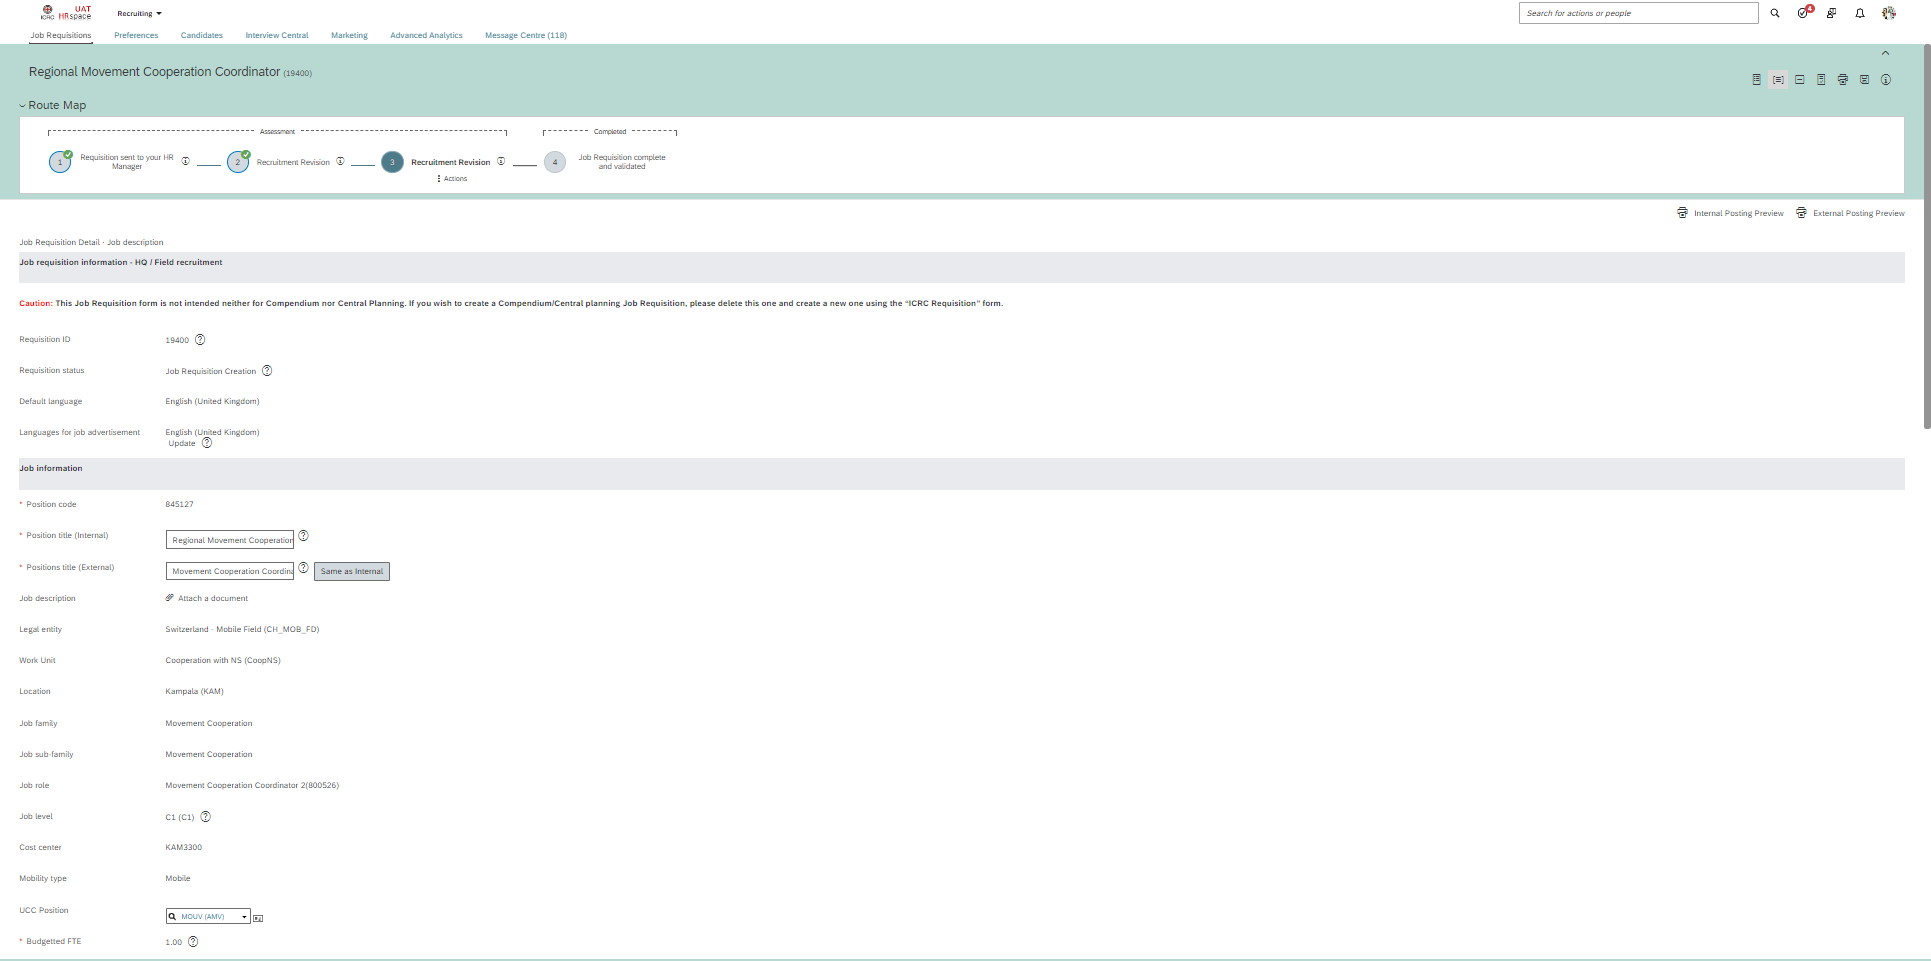 ICRC
UAT
HRspace
Recruiting
Search for actions or people
4
Job Requisitions
Preferences
Candidates
Interview Central
Marketing
Advanced Analytics
Message Centre (118)
Regional Movement Cooperation Coordinator (19400)
Route Map
Assessment
Completed
1
Requisition sent to your HR
Manager
2
Recruitment Revision
3
Recruitment Revision
Actions
4
Job Requisition complete
and validated
Internal Posting Preview
External Posting Preview
Job Requisition Detail · Job description
Job requisition information - HQ / Field recruitment
Caution: This Job Requisition form is not intended neither for Compendium nor Central Planning. If you wish to create a Compendium/Central planning Job Requisition, please delete this one and create a new one using the "ICRC Requisition" form.
Requisition ID 19400
Requisition status Job Requisition Creation
Default language English (United Kingdom)
Languages for job advertisement English (United Kingdom)
Update
Job information
* Position code 845127
* Position title (Internal) Regional Movement Cooperation
* Positions title (External) Movement Cooperation Coordina Same as Internal
Job description Attach a document
Legal entity Switzerland - Mobile Field (CH_MOB_FD)
Work Unit Cooperation with NS (CoopNS)
Location Kampala (KAM)
Job family Movement Cooperation
Job sub-family Movement Cooperation
Job role Movement Cooperation Coordinator 2(800526)
Job level C1 (C1)
Cost center KAM3300
Mobility type Mobile
UCC Position MOUV (AMV)
* Budgetted FTE 1.00